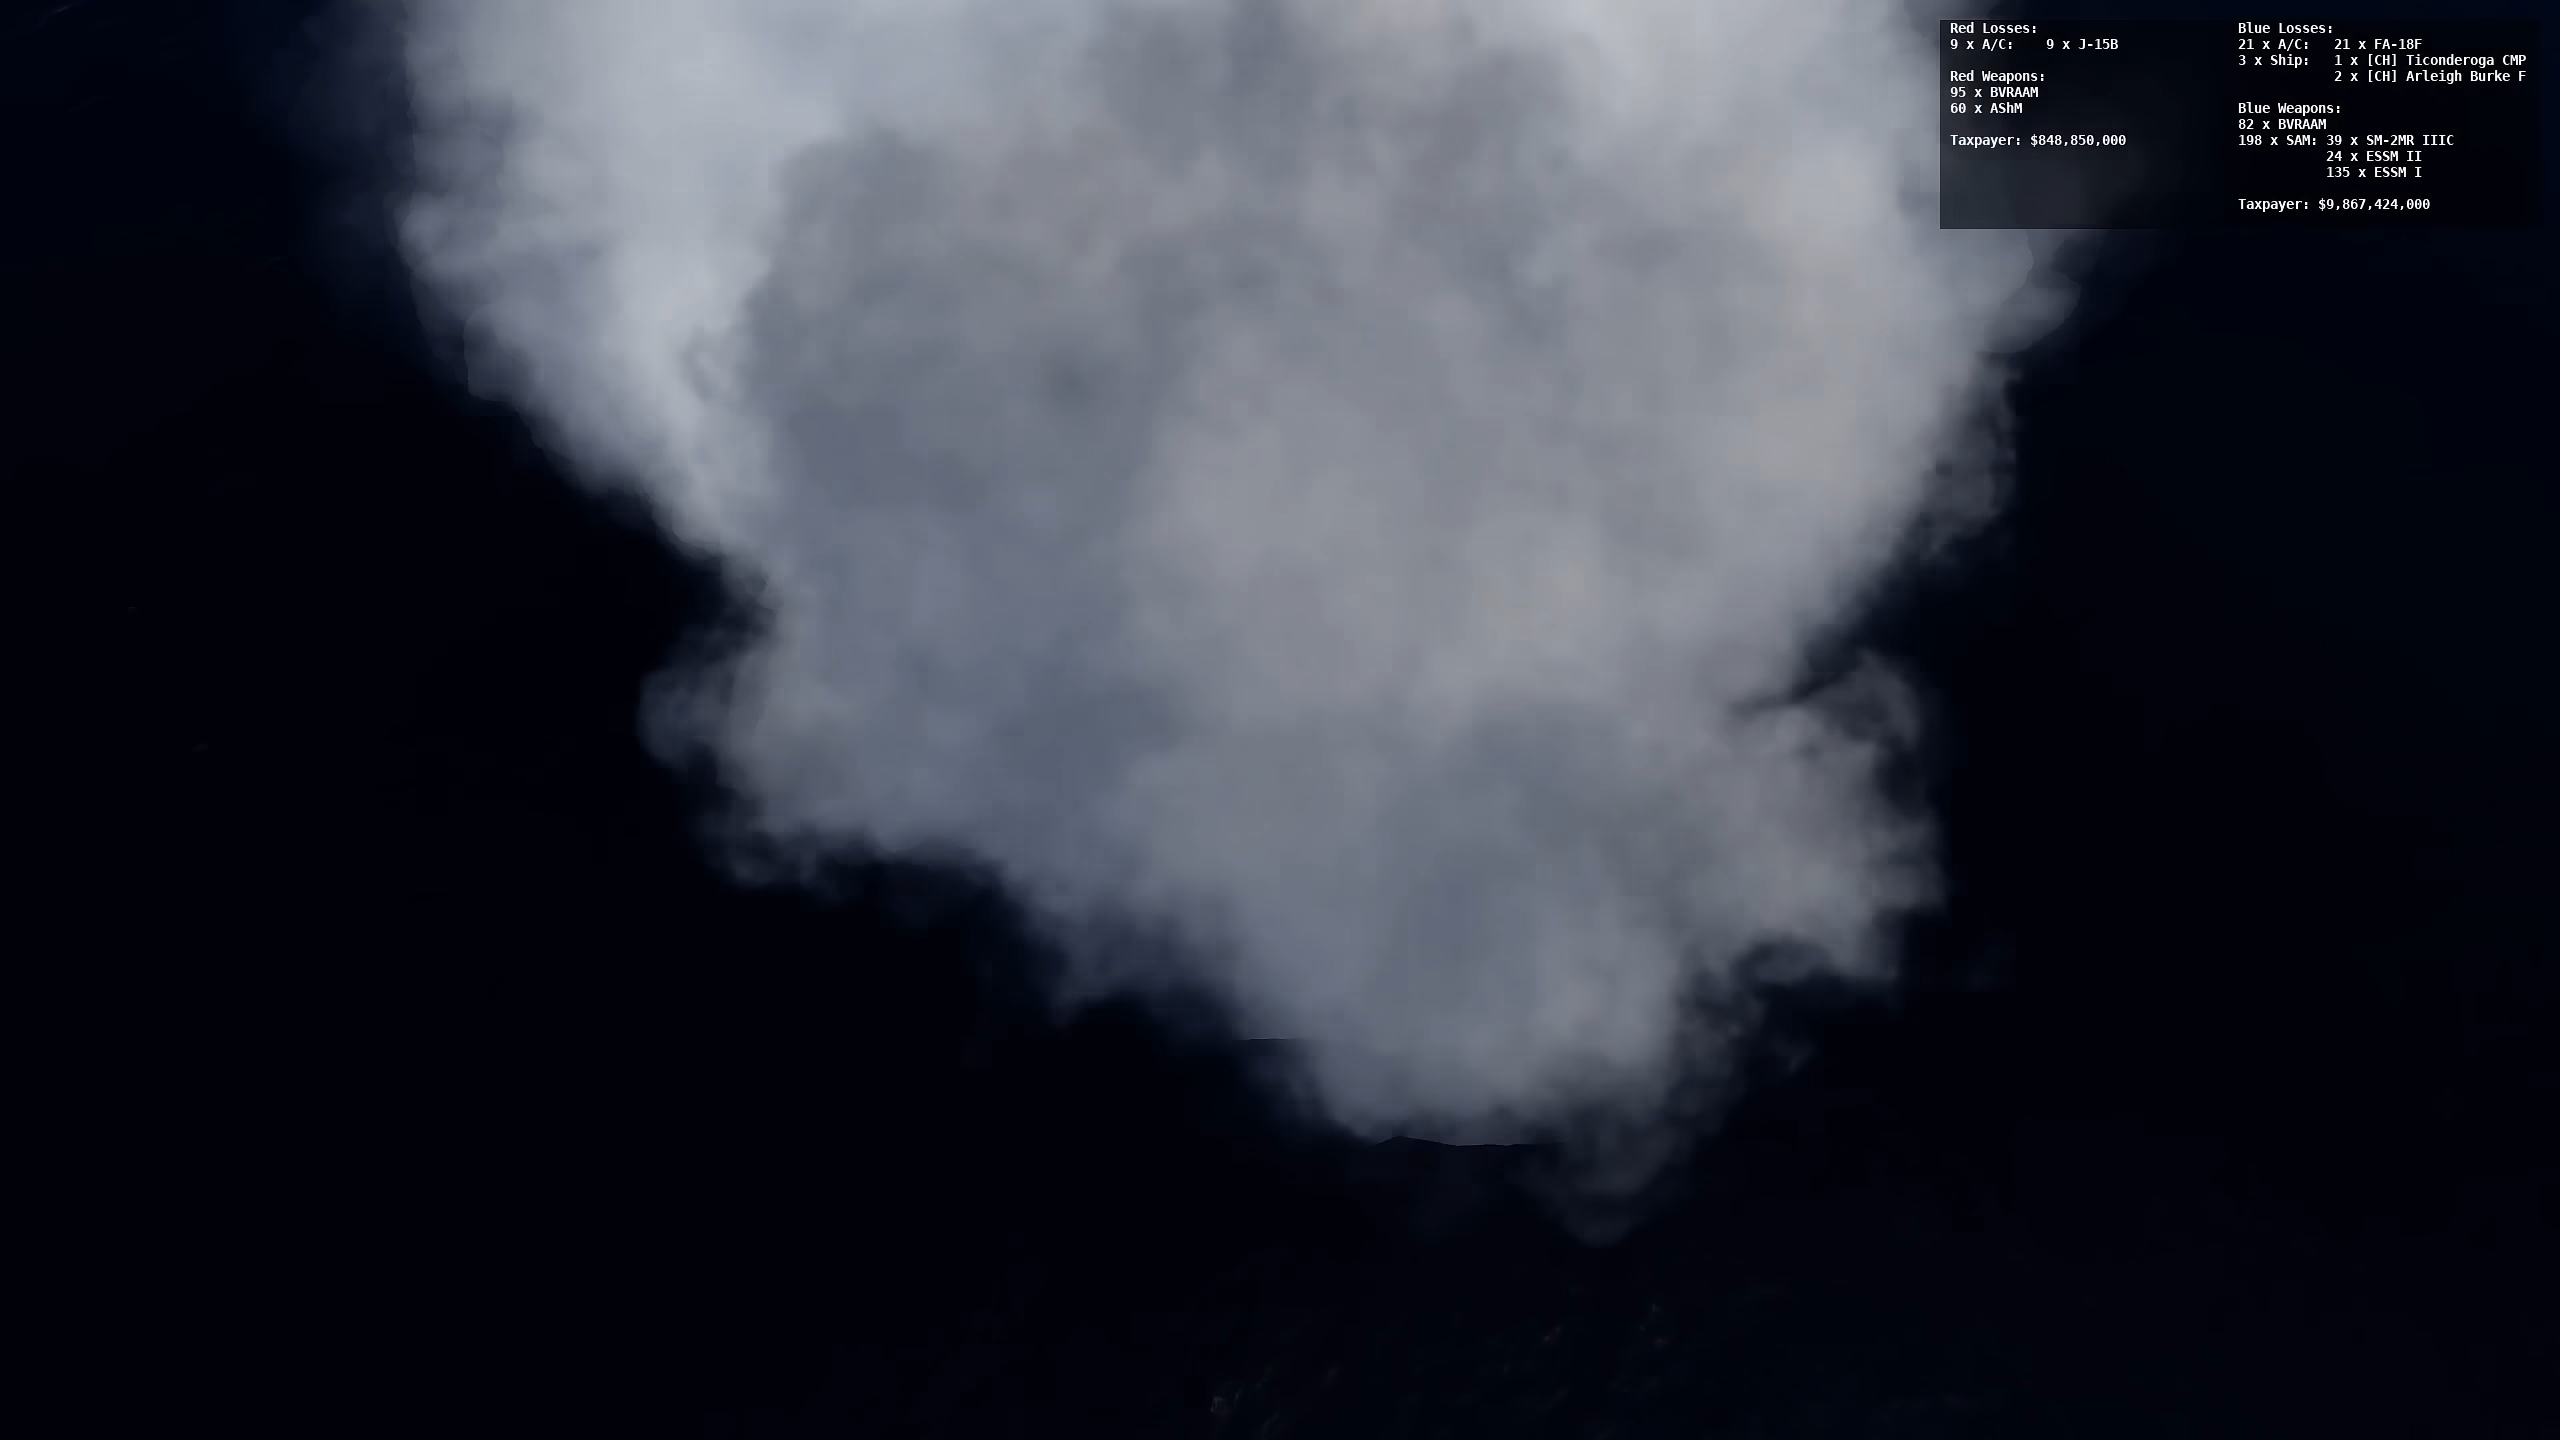 Red Losses:
9 x A/C:    9 x J-15B
Red Weapons:
95 x BVRAAM
60 x AShM
Taxpayer: $848,850,000
Blue Losses:
21 x A/C:   21 x FA-18F
3 x Ship:   1 x [CH] Ticonderoga CMP
2 x [CH] Arleigh Burke F
Blue Weapons:
82 x BVRAAM
198 x SAM: 39 x SM-2MR IIIC
24 x ESSM II
135 x ESSM I
Taxpayer: $9,867,424,000